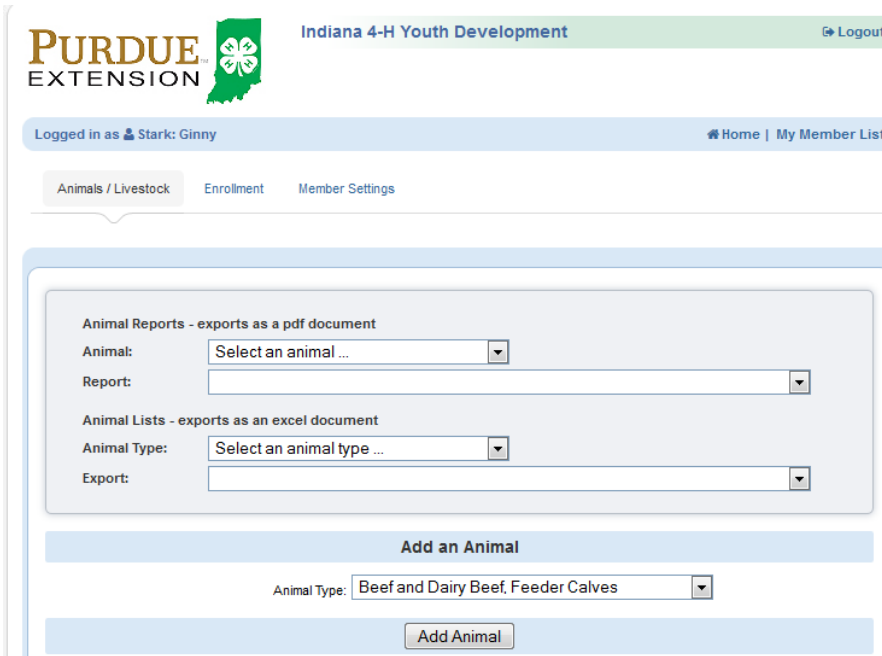 PURDUE
EXTENSION
Indiana 4-H Youth Development
Logout
Logged in as Stark: Ginny
Home | My Member List
Animals / Livestock Enrollment Member Settings
Animal Reports - exports as a pdf document
Animal: Select an animal ...
Report:
Animal Lists - exports as an excel document
Animal Type: Select an animal type ...
Export:
Add an Animal
Animal Type: Beef and Dairy Beef, Feeder Calves
Add Animal